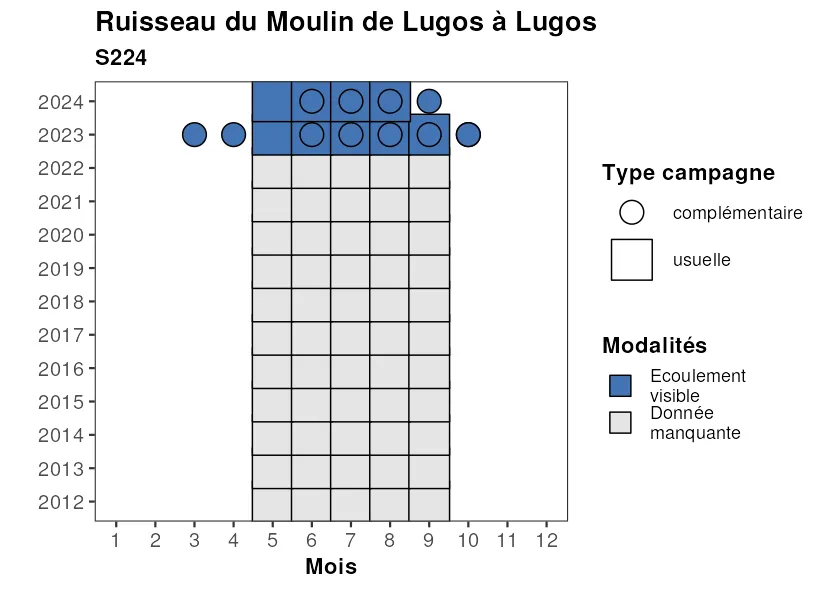 Ruisseau du Moulin de Lugos à Lugos
S224
2024
2023
2022
2021
2020
2019
2018
2017
2016
2015
2014
2013
2012
1 2 3 4 5 6 7 8 9 10 11 12
Mois
Type campagne
complémentaire
usuelle
Modalités
Ecoulement
visible
Donnée
manquante